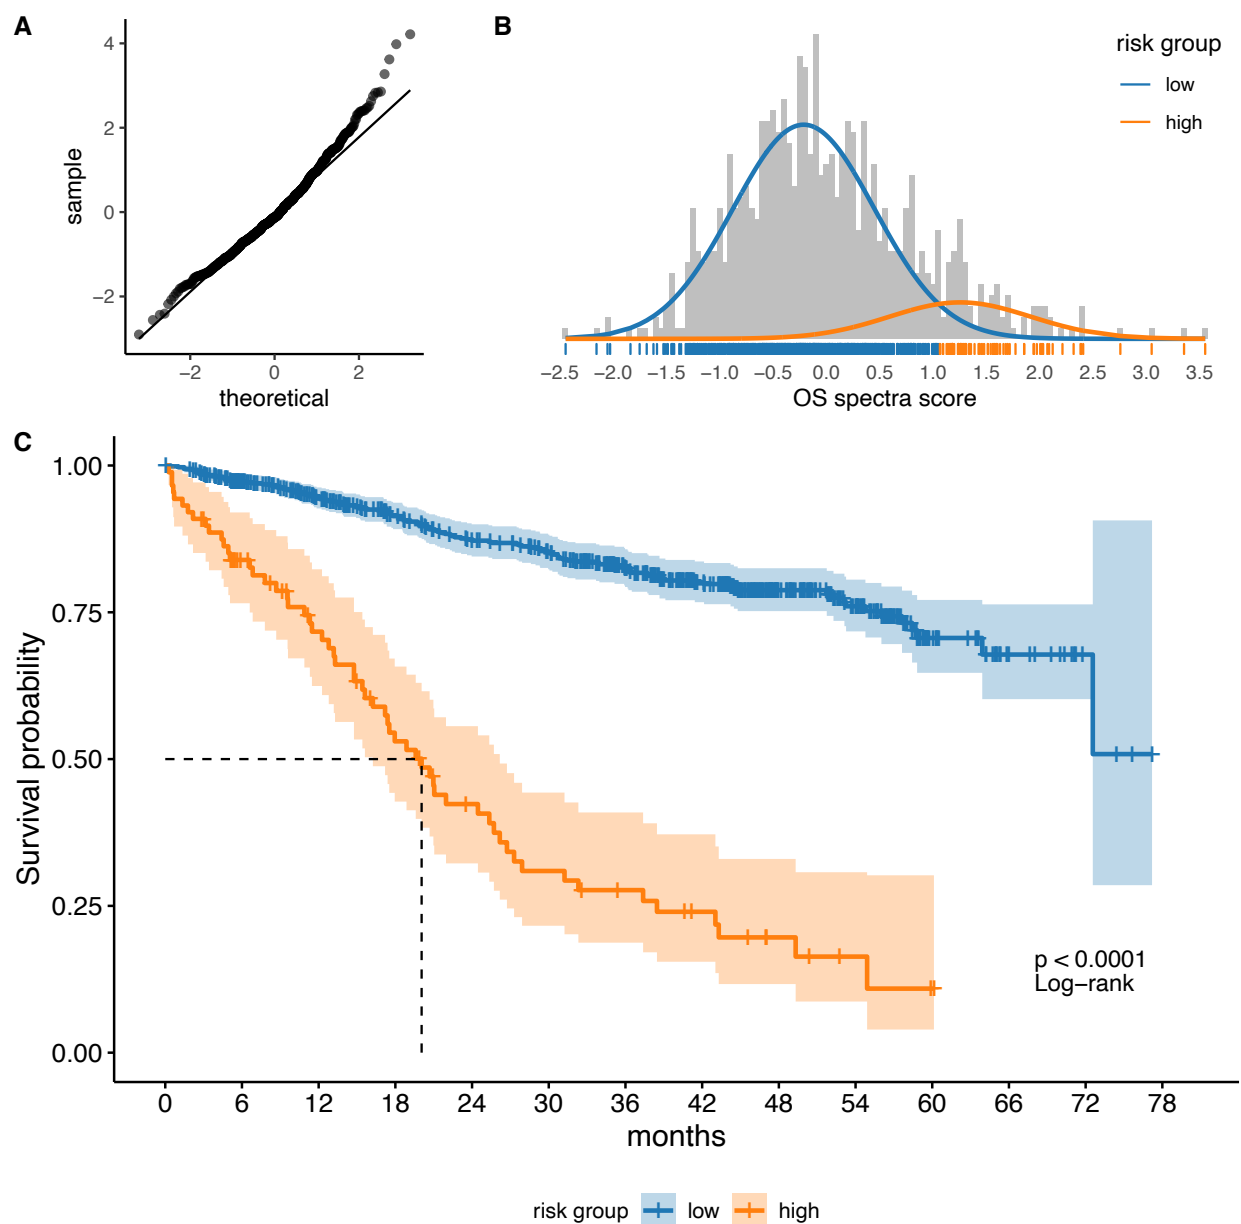 A
4
2
0
−2
sample
−2 0 2
theoretical
B
risk group
low
high
−2.5 −2.0 −1.5 −1.0 −0.5 0.0 0.5 1.0 1.5 2.0 2.5 3.0 3.5
OS spectra score
C
1.00
0.75
0.50
0.25
0.00
Survival probability
p < 0.0001
Log−rank
0 6 12 18 24 30 36 42 48 54 60 66 72 78
months
risk group low high